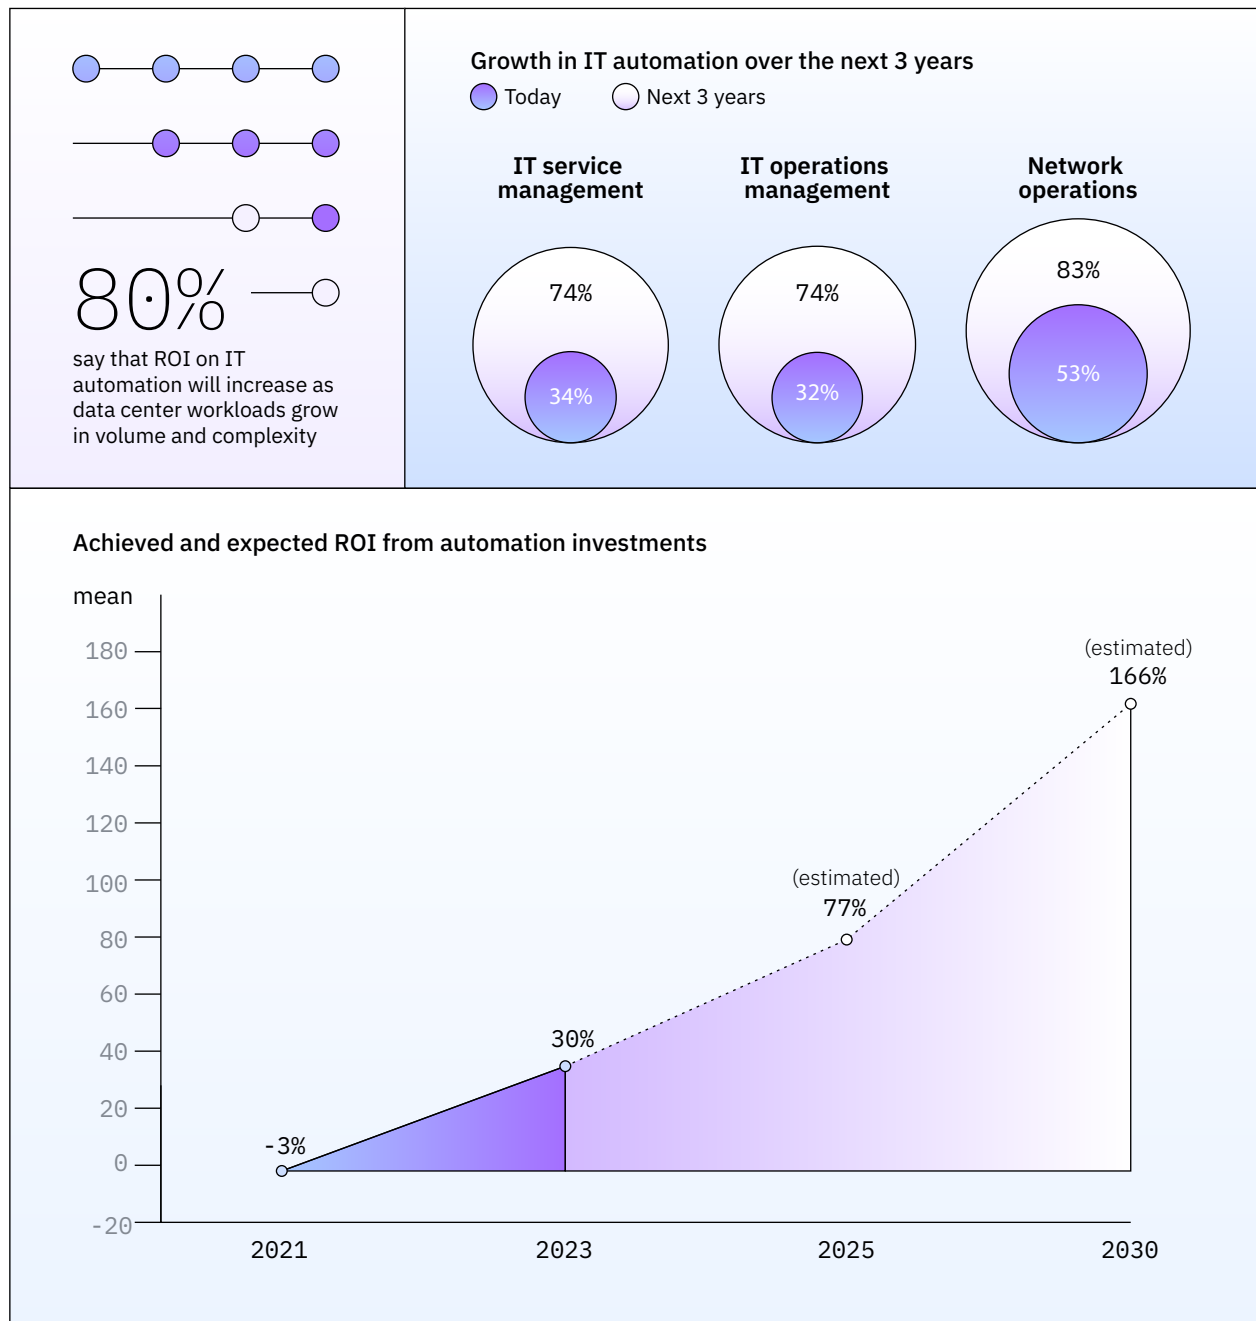 80%
say that ROI on IT
automation will increase as
data center workloads grow
in volume and complexity
Growth in IT automation over the next 3 years
Today
Next 3 years
IT service
management
74%
34%
IT operations
management
74%
32%
Network
operations
83%
53%
Achieved and expected ROI from automation investments
mean
180
160
140
120
100
80
60
40
20
0
-20
-3%
30%
(estimated)
77%
(estimated)
166%
2021
2023
2025
2030